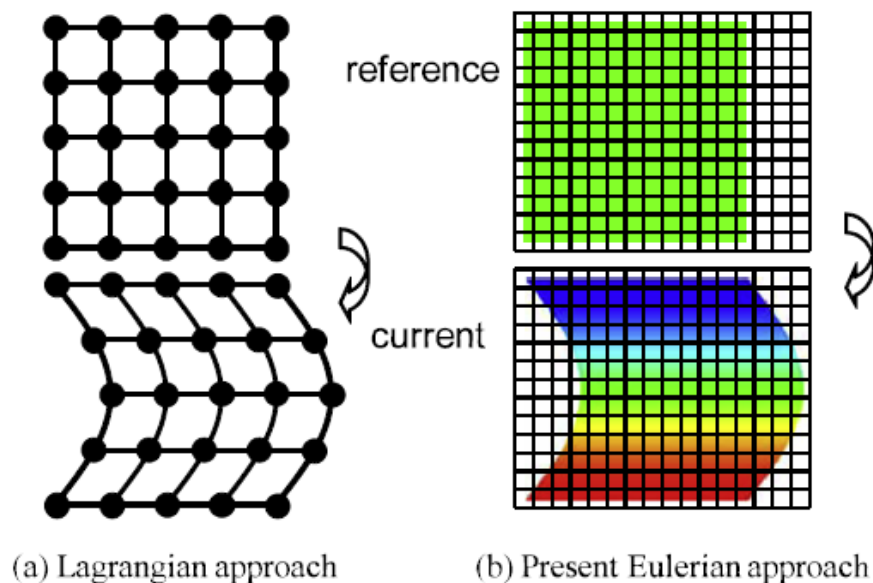 reference
current
(a) Lagrangian approach
(b) Present Eulerian approach